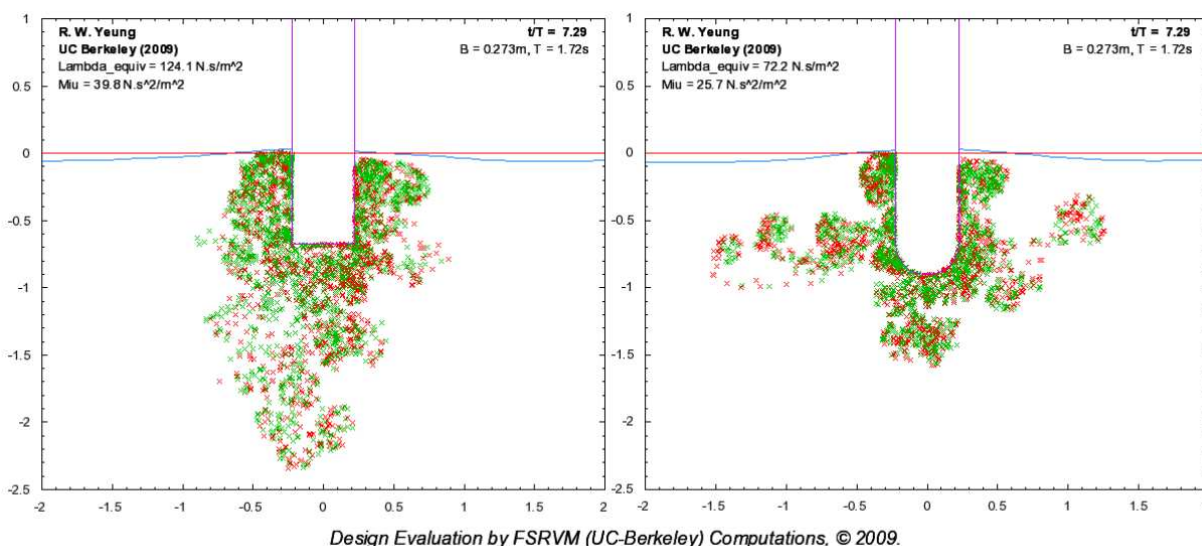 R. W. Yeung
UC Berkeley (2009)
Lambda_equiv = 124.1 N.s/m^2
Miu = 39.8 N.s^2/m^2
t/T = 7.29
B = 0.273m, T = 1.72s
1
0.5
0
-0.5
-1
-1.5
-2
-2.5
-2
-1.5
-1
-0.5
0
0.5
1
1.5
2
R. W. Yeung
UC Berkeley (2009)
Lambda_equiv = 72.2 N.s/m^2
Miu = 25.7 N.s^2/m^2
t/T = 7.29
B = 0.273m, T = 1.72s
1
0.5
0
-0.5
-1
-1.5
-2
-2.5
-2
-1.5
-1
-0.5
0
0.5
1
1.5
Design Evaluation by FSRVM (UC-Berkeley) Computations, © 2009.